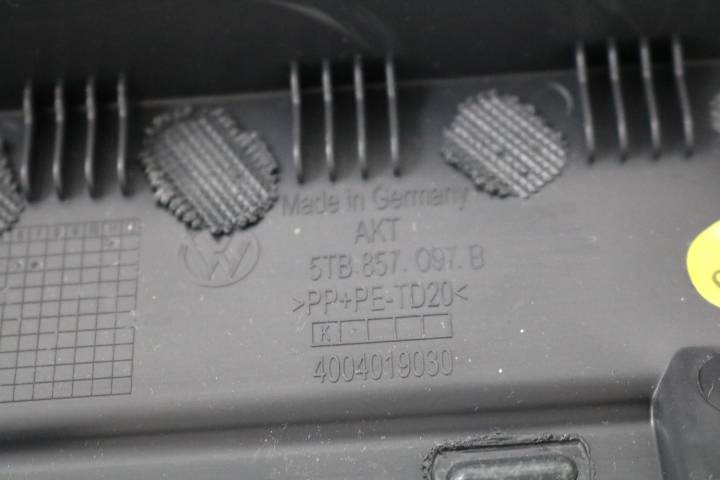 Made in Germany
AKT
5TB 857. 097. B
>PP+PE-TD20<
K
4004019030